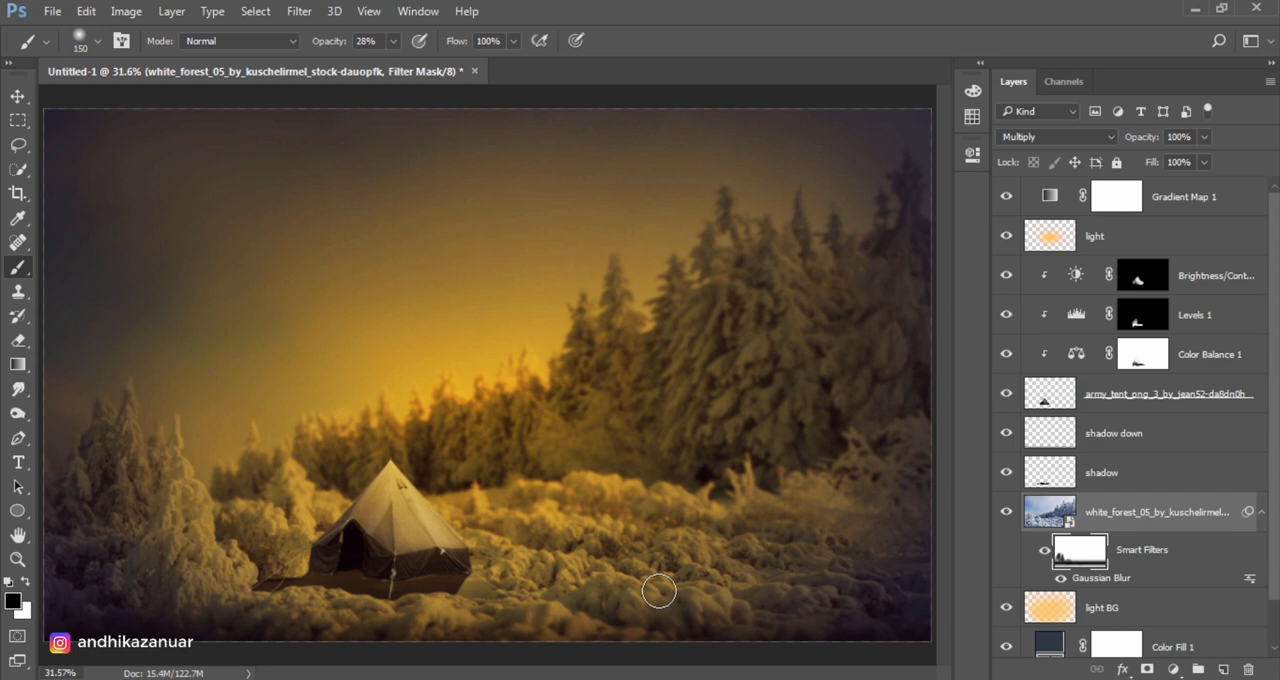 Ps File Edit Image Layer Type Select Filter 3D View Window Help
150 Mode: Normal Opacity: 28% Flow: 100%
Untitled-1 @ 31.6% (white_forest_05_by_kuschelirmel_stock-dauopfk, Filter Mask/8) *
Layers Channels
Kind
Multiply Opacity: 100%
Lock: Fill: 100%
Gradient Map 1
light
Brightness/Cont...
Levels 1
Color Balance 1
army_tent_png_3_by_jean52-da8dn0h
shadow down
shadow
white_forest_05_by_kuschelirmel...
Smart Filters
Gaussian Blur
light BG
Color Fill 1
andhikazanuar
31.57% Doc: 15.4M/122.7M
fx